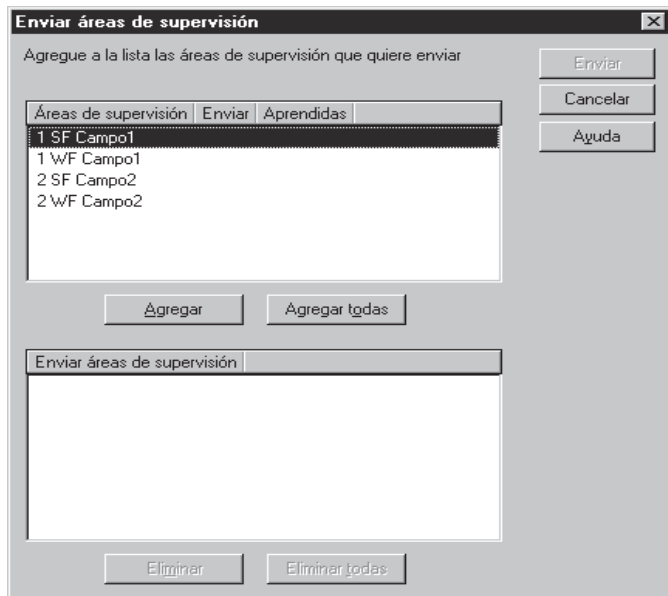 Enviar áreas de supervisión
Agregue a la lista las áreas de supervisión que quiere enviar
Enviar
Cancelar
Ayuda
Áreas de supervisión Enviar Aprendidas
1 SF Campo1
1 WF Campo1
2 SF Campo2
2 WF Campo2
Agregar Agregar todas
Enviar áreas de supervisión
Eliminar Eliminar todas